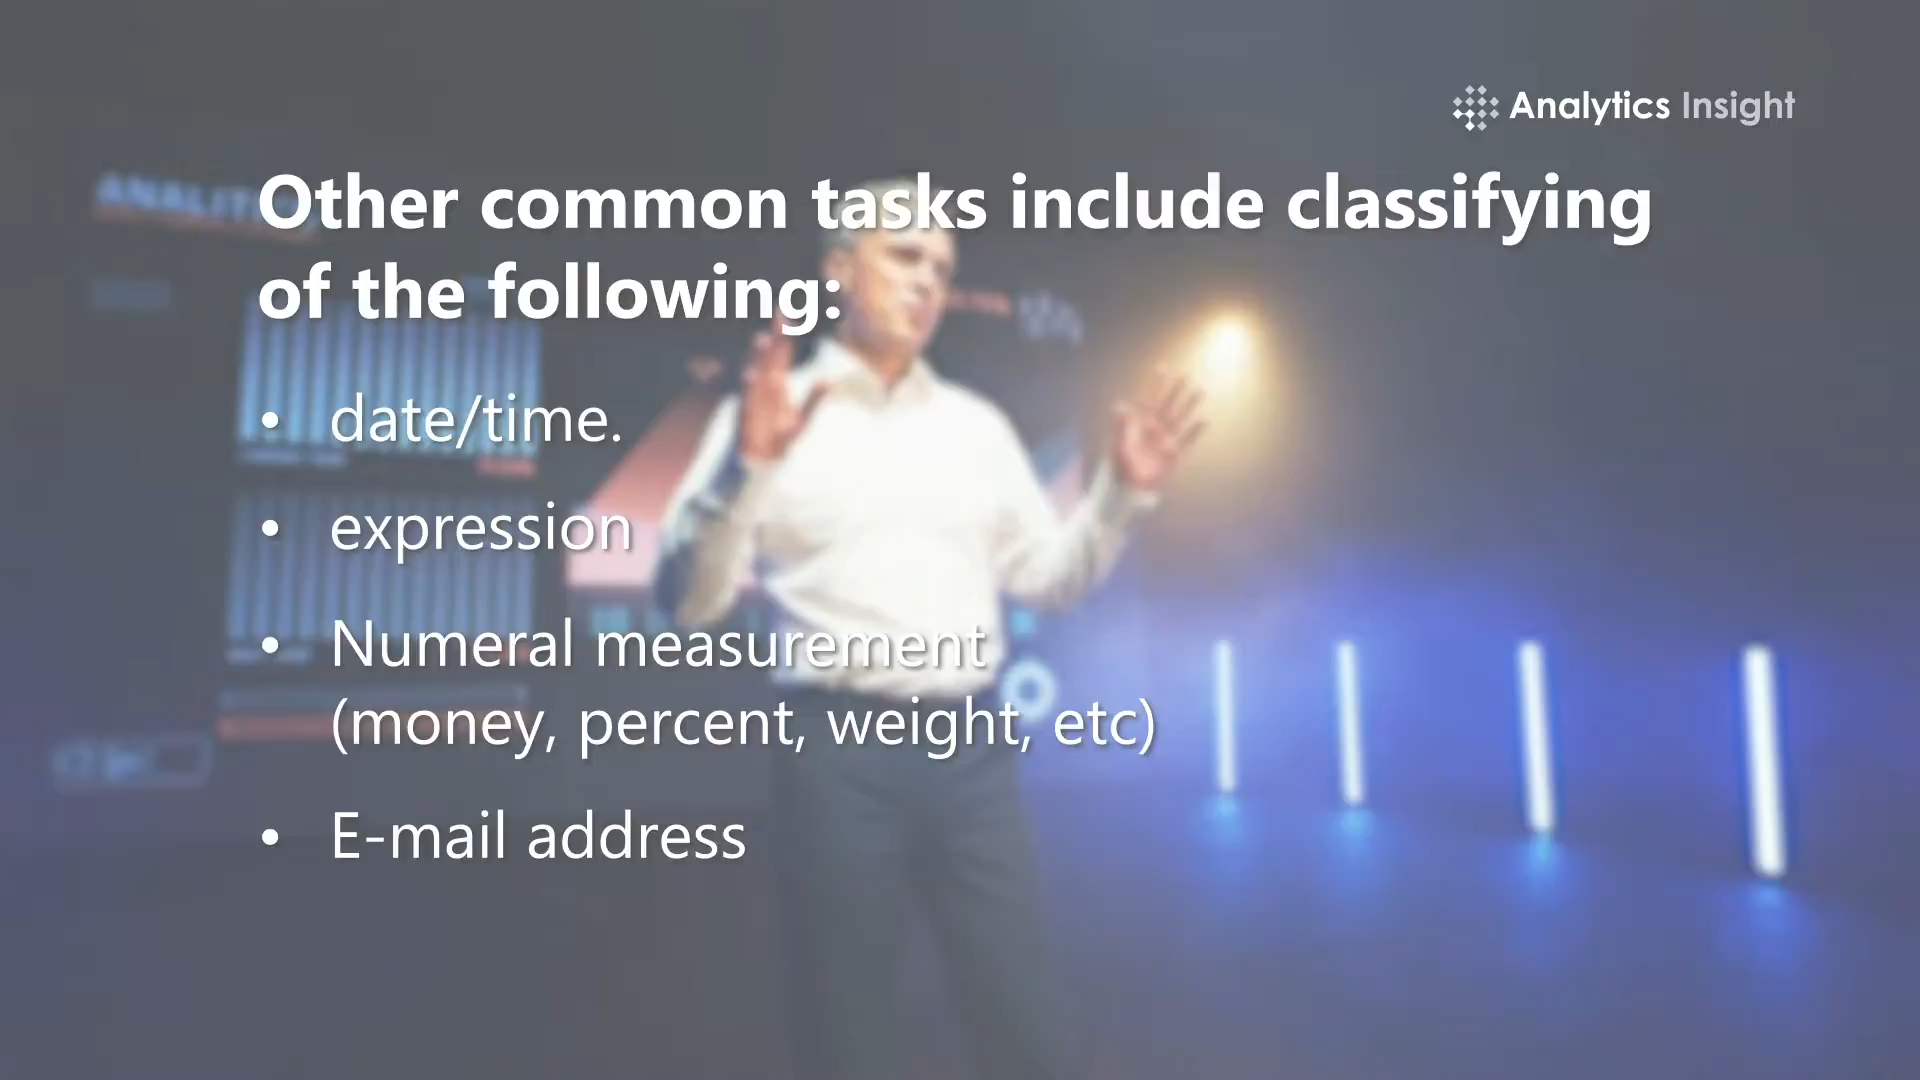 Analytics Insight
Other common tasks include classifying
of the following:
• date/time.
• expression
• Numeral measurement
(money, percent, weight, etc)
• E-mail address